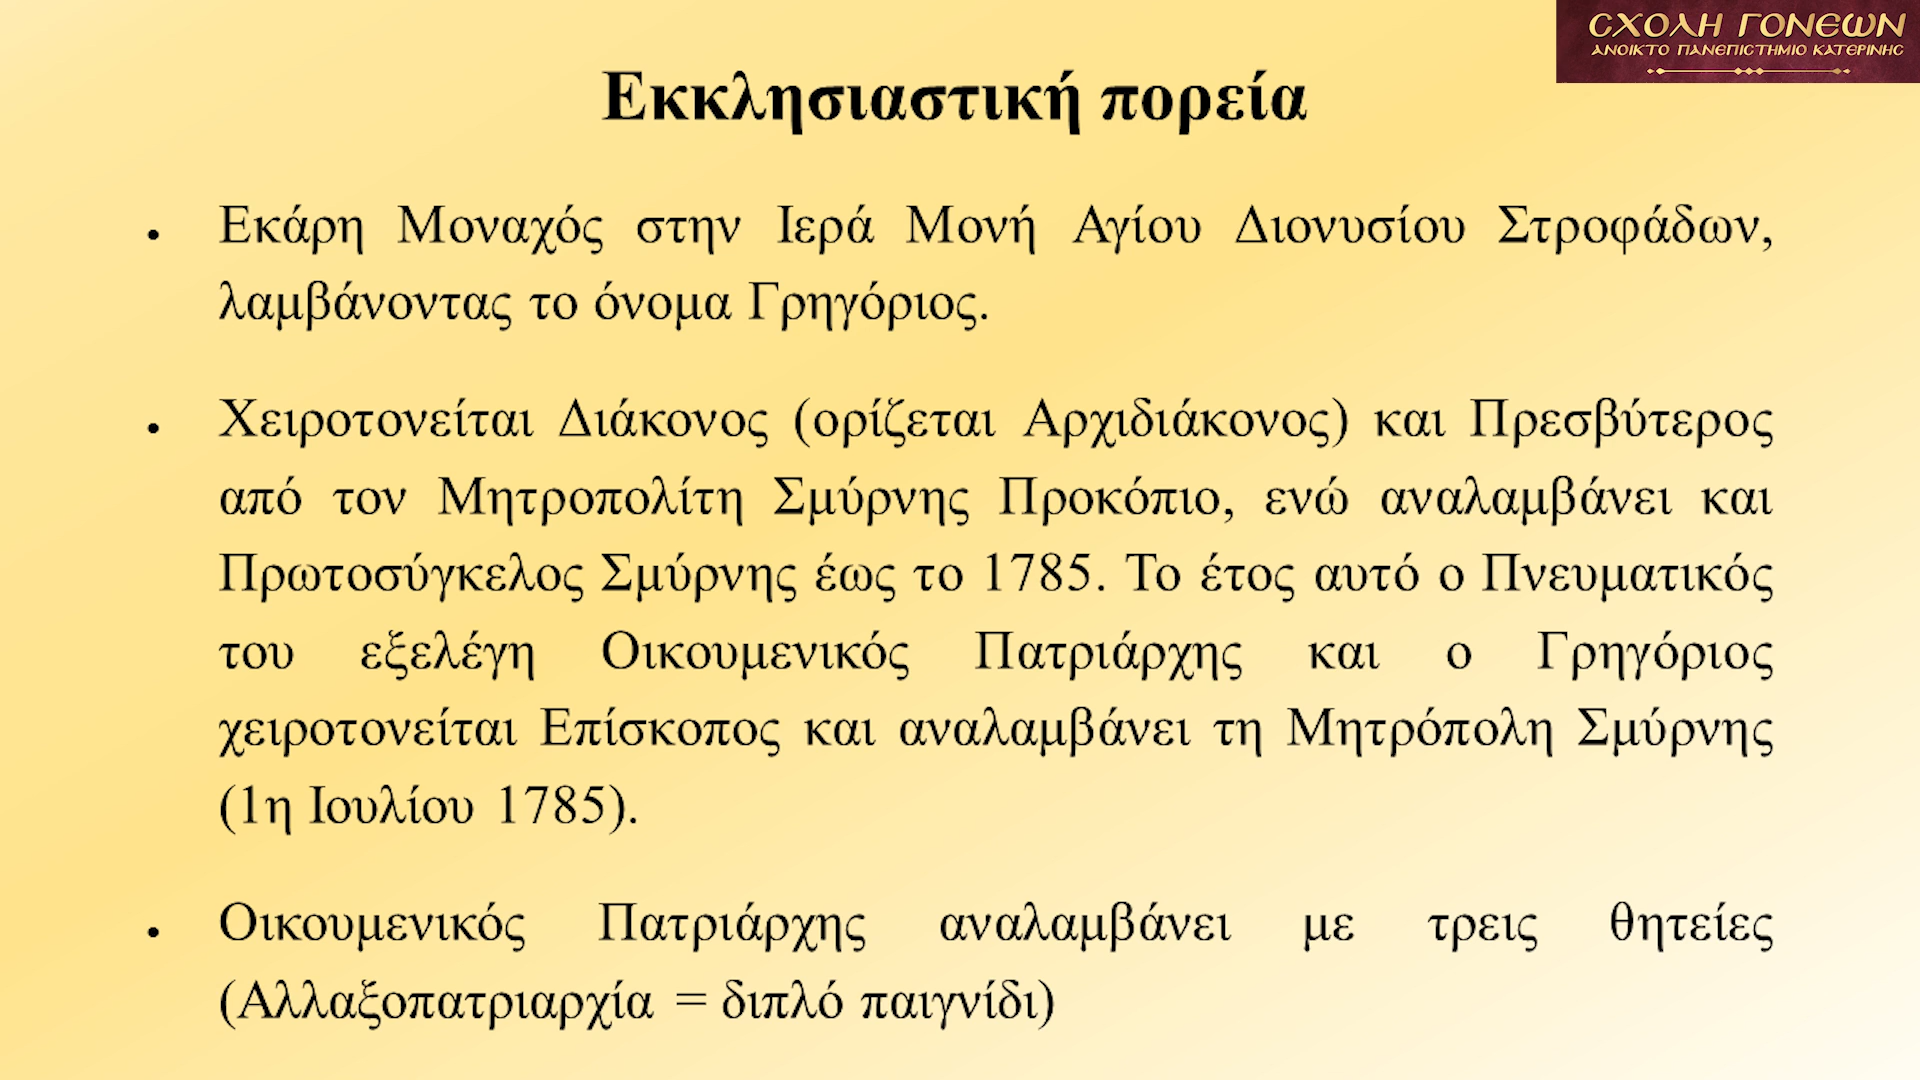 ΣΧΟΛΗ ΓΟΝΕΩΝ
ΑΝΟΙΚΤΟ ΠΑΝΕΠΙΣΤΗΜΙΟ ΚΑΤΕΡΙΝΗΣ
Εκκλησιαστική πορεία
• Εκάρη Μοναχός στην Ιερά Μονή Αγίου Διονυσίου Στροφάδων,
λαμβάνοντας το όνομα Γρηγόριος.
• Χειροτονείται Διάκονος (ορίζεται Αρχιδιάκονος) και Πρεσβύτερος
από τον Μητροπολίτη Σμύρνης Προκόπιο, ενώ αναλαμβάνει και
Πρωτοσύγκελος Σμύρνης έως το 1785. Το έτος αυτό ο Πνευματικός
του εξελέγη Οικουμενικός Πατριάρχης και ο Γρηγόριος
χειροτονείται Επίσκοπος και αναλαμβάνει τη Μητρόπολη Σμύρνης
(1η Ιουλίου 1785).
• Οικουμενικός Πατριάρχης αναλαμβάνει με τρεις θητείες
(Αλλαξοπατριαρχία = διπλό παιγνίδι)